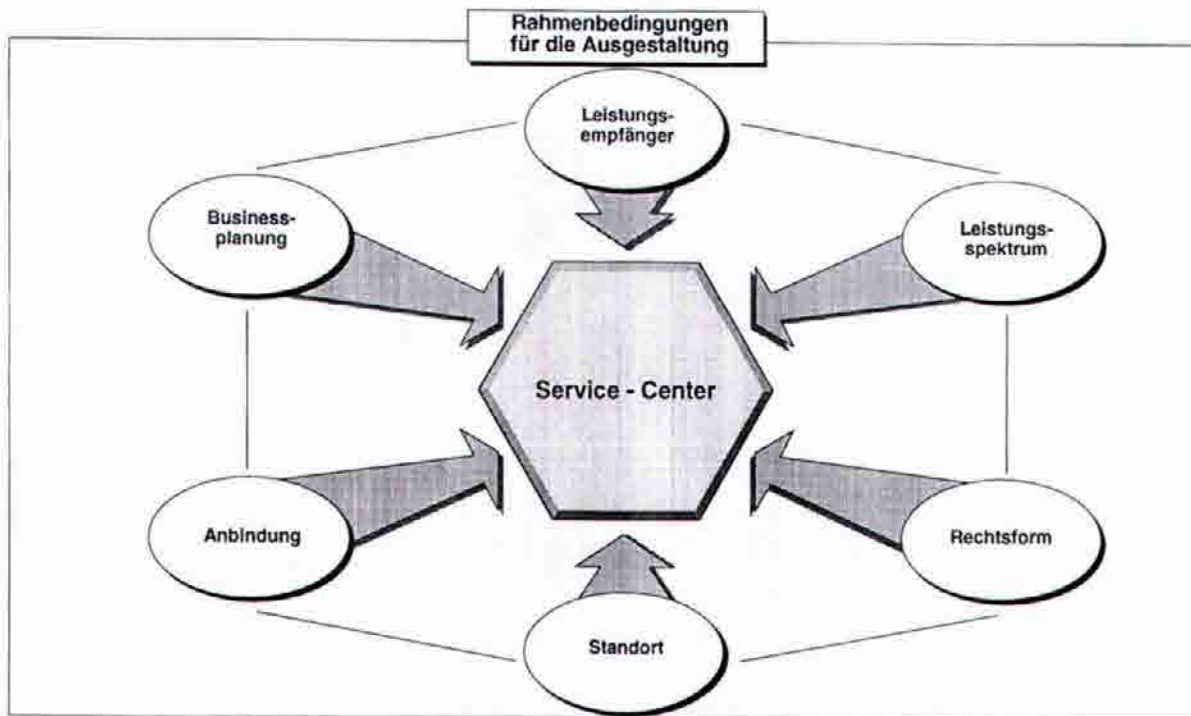 Rahmenbedingungen
für die Ausgestaltung
Leistungs-
empfänger
Business-
planung
Leistungs-
spektrum
Service - Center
Anbindung
Rechtsform
Standort